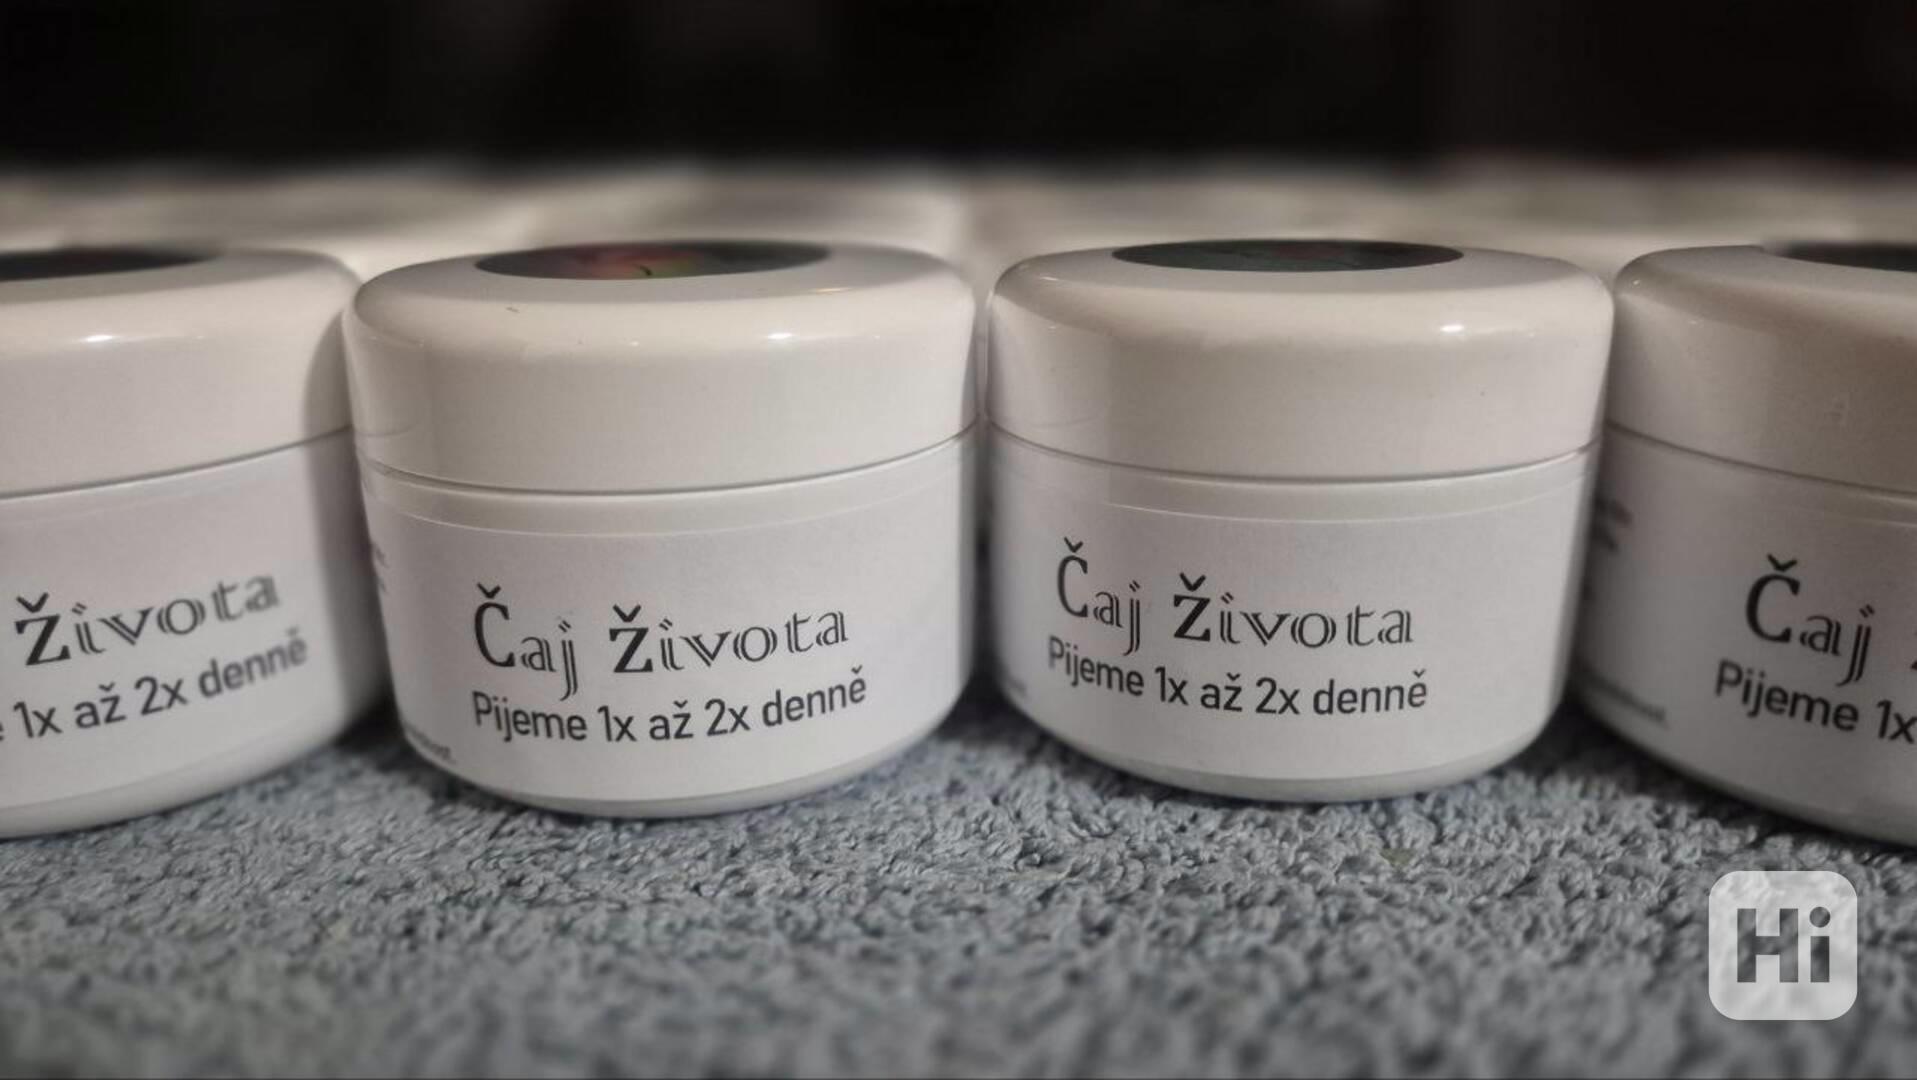 Života
1x až 2x denně
Čaj Života
Pijeme 1x až 2x denně
Čaj Života
Pijeme 1x až 2x denně
Čaj
Pijeme 1x
Hi